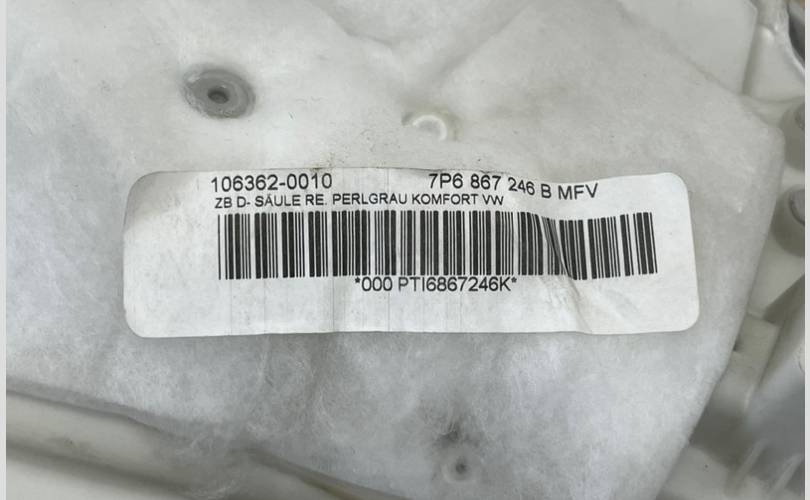 106362-0010 7P6 867 246 B MFV
ZB D- SÄULE RE. PERLGRAU KOMFORT VW
*000 PTI6867246K*